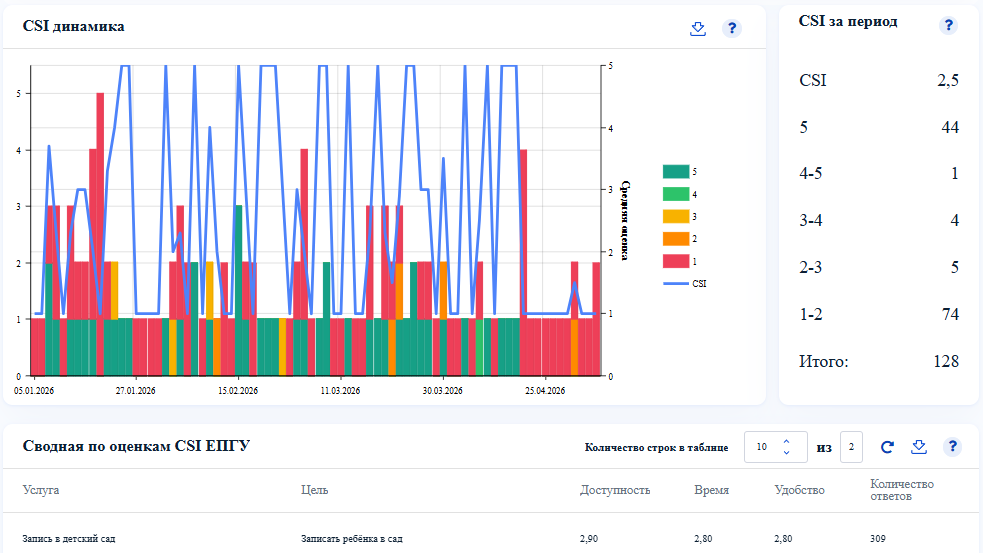 CSI динамика
?
5
4
3
2
1
0
5
4
3
2
1
0
Средняя оценка
05.01.2026
27.01.2026
15.02.2026
11.03.2026
30.03.2026
25.04.2026
5
4
3
2
1
CSI
CSI за период
?
CSI 2,5
5 44
4-5 1
3-4 4
2-3 5
1-2 74
Итого: 128
Сводная по оценкам CSI ЕПГУ
Количество строк в таблице 10 из 2
?
Услуга Цель Доступность Время Удобство Количество
ответов
Запись в детский сад Записать ребёнка в сад 2,90 2,80 2,80 309